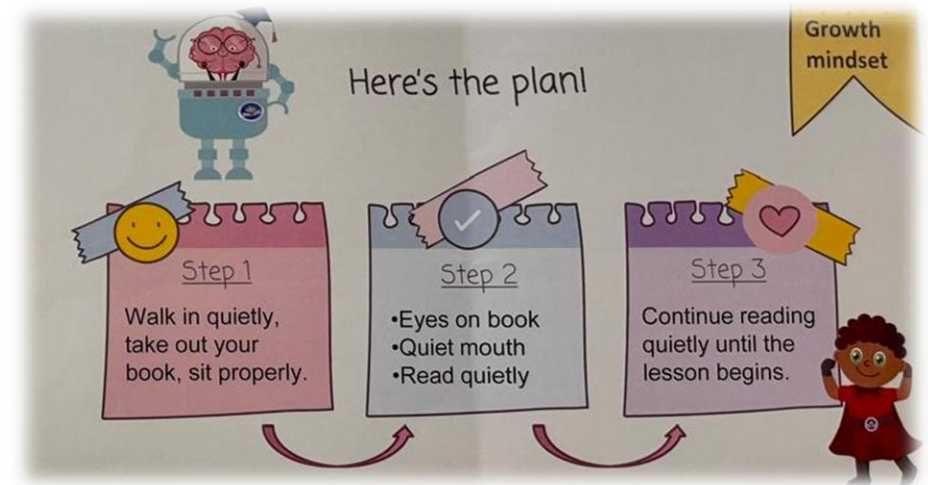 Here's the plan!
Growth
mindset
Step 1
Walk in quietly,
take out your
book, sit properly.
Step 2
•Eyes on book
•Quiet mouth
•Read quietly
Step 3
Continue reading
quietly until the
lesson begins.